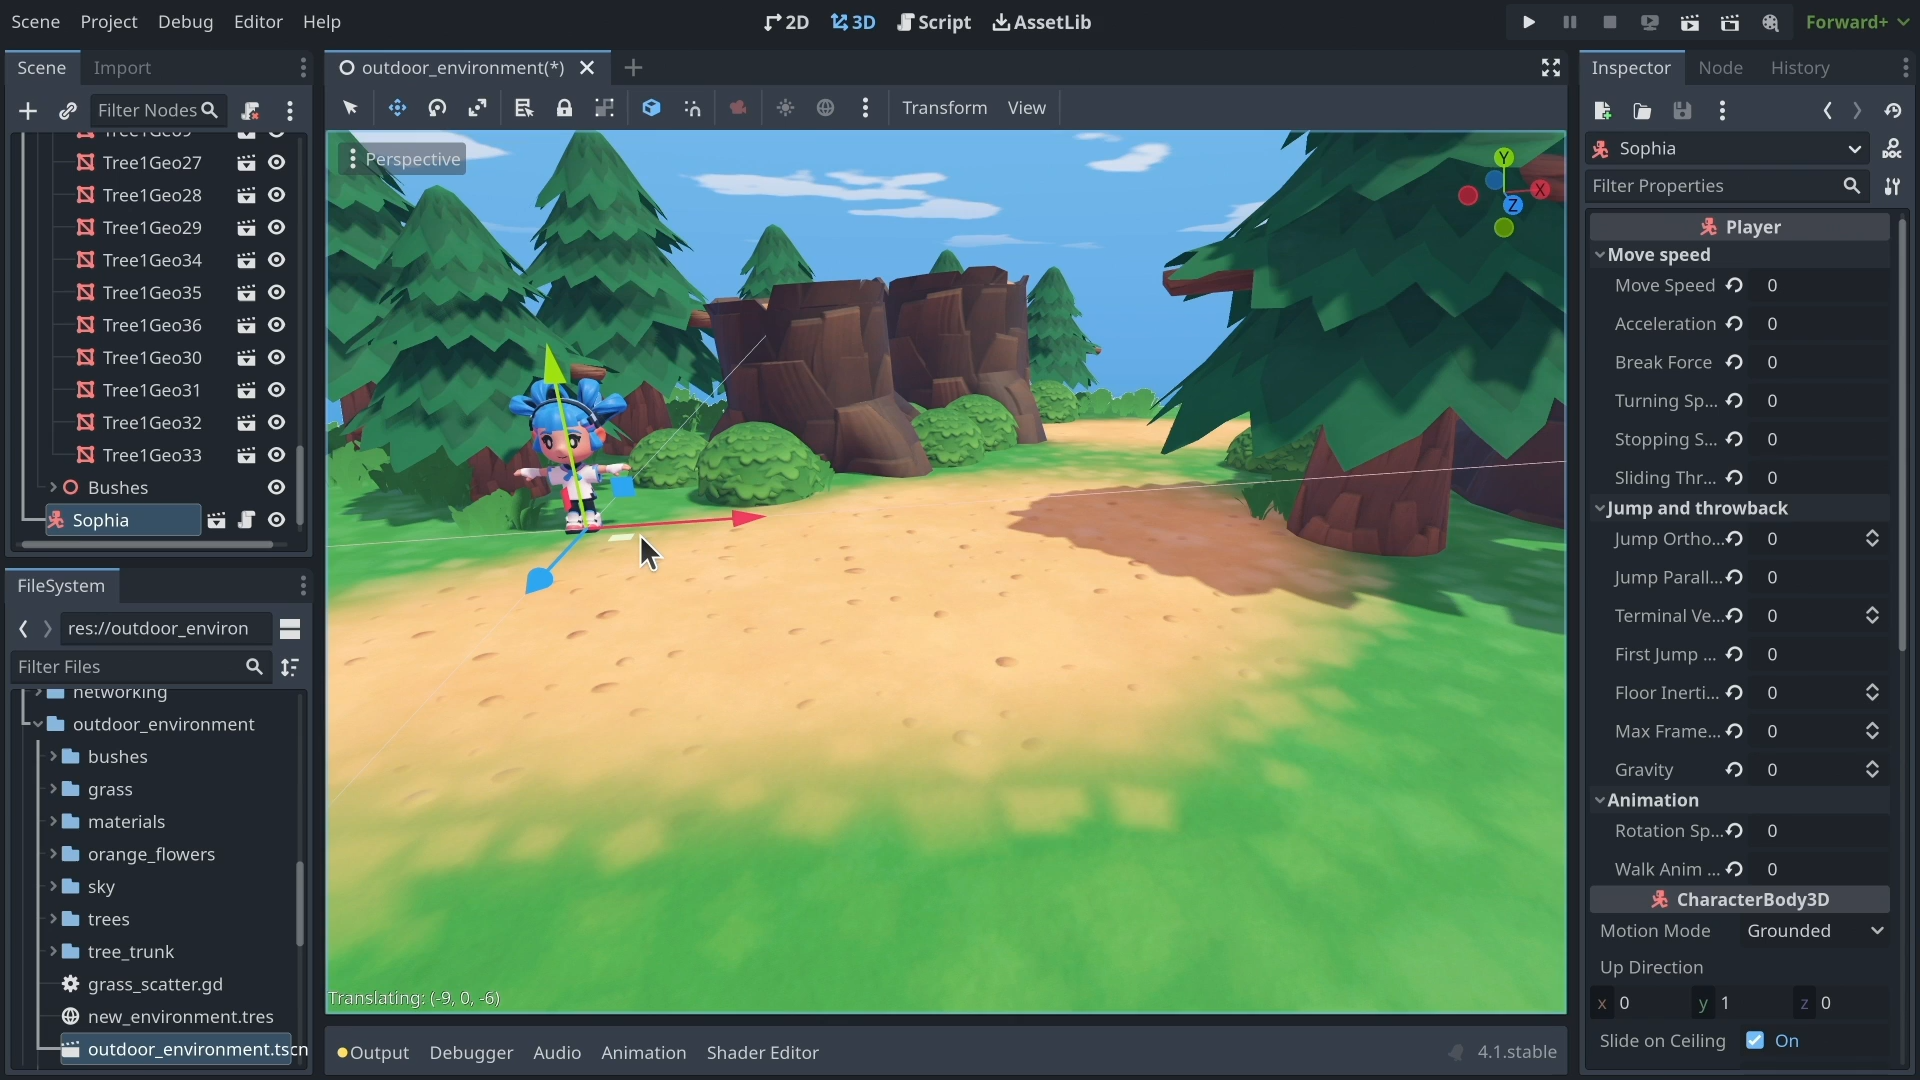 Scene Project Debug Editor Help
2D 3D Script AssetLib
Forward+
Scene Import
Filter Nodes
Tree1Geo27
Tree1Geo28
Tree1Geo29
Tree1Geo34
Tree1Geo35
Tree1Geo36
Tree1Geo30
Tree1Geo31
Tree1Geo32
Tree1Geo33
Bushes
Sophia
FileSystem
res://outdoor_environ
Filter Files
networking
outdoor_environment
bushes
grass
materials
orange_flowers
sky
trees
tree_trunk
grass_scatter.gd
new_environment.tres
outdoor_environment.tscn
outdoor_environment(*)
Transform View
Perspective
Y
X
Z
Translating: (-9, 0, -6)
Output Debugger Audio Animation Shader Editor
4.1.stable
Inspector Node History
Sophia
DOC
Filter Properties
Player
Move speed
Move Speed 0
Acceleration 0
Break Force 0
Turning Sp... 0
Stopping S... 0
Sliding Thr... 0
Jump and throwback
Jump Ortho... 0
Jump Parall... 0
Terminal Ve... 0
First Jump ... 0
Floor Inerti... 0
Max Frame... 0
Gravity 0
Animation
Rotation Sp... 0
Walk Anim ... 0
CharacterBody3D
Motion Mode Grounded
Up Direction
x 0 y 1 z 0
Slide on Ceiling On